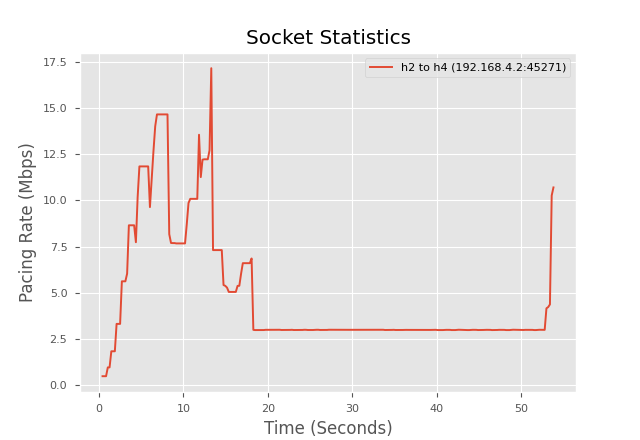 Socket Statistics
h2 to h4 (192.168.4.2:45271)
Pacing Rate (Mbps)
17.5
15.0
12.5
10.0
7.5
5.0
2.5
0.0
0 10 20 30 40 50
Time (Seconds)